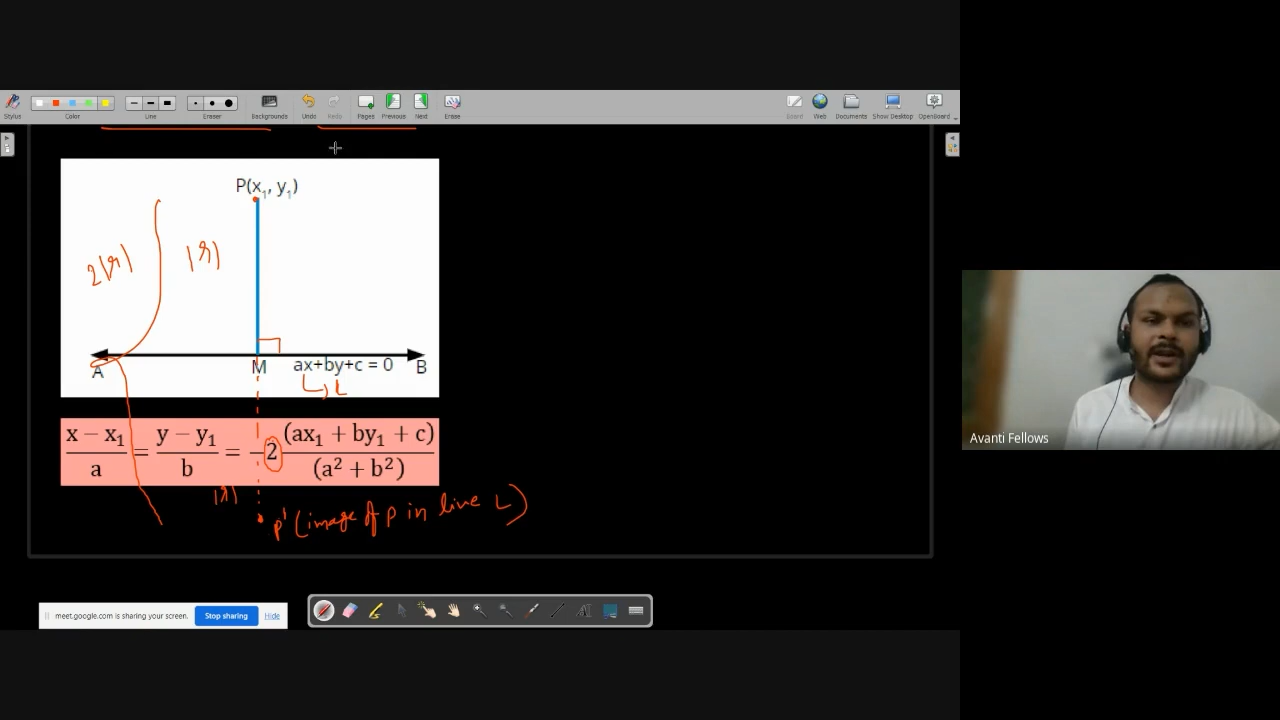 Stylus Color Line Eraser Backgrounds Undo Redo Pages Previous Next Erase Board Web Documents Show Desktop OpenBoard
P(x₁, y₁)
2|r| |r|
A M ax+by+c = 0 B
L
x − x₁ / a = y − y₁ / b = −2 (ax₁ + by₁ + c) / (a² + b²)
|r|
P' (image of P in line L)
Avanti Fellows
meet.google.com is sharing your screen. Stop sharing Hide